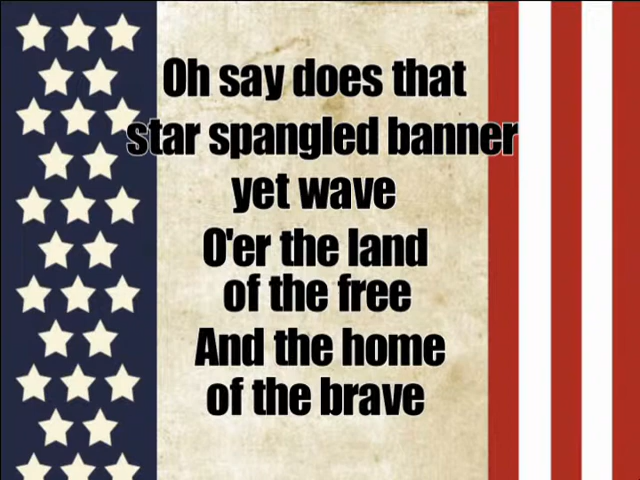 Oh say does that
star spangled banner
yet wave
O'er the land
of the free
And the home
of the brave